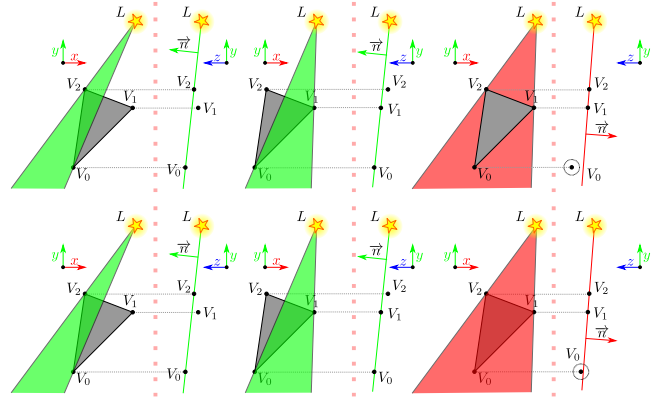 L L L
y x n z y y x n z y y x z y
V₂ V₂ V₂ V₂
V₁ V₁ V₁ V₁ V₁ V₂ V₁
n
V₀ V₀ V₀ V₀ V₀ V₀
L L L
y x n z y y x n z y y x z y
V₂ V₂ V₂ V₂ V₂ V₂
V₁ V₁ V₁ V₁ V₁ V₁
n
V₀ V₀ V₀ V₀ V₀ V₀